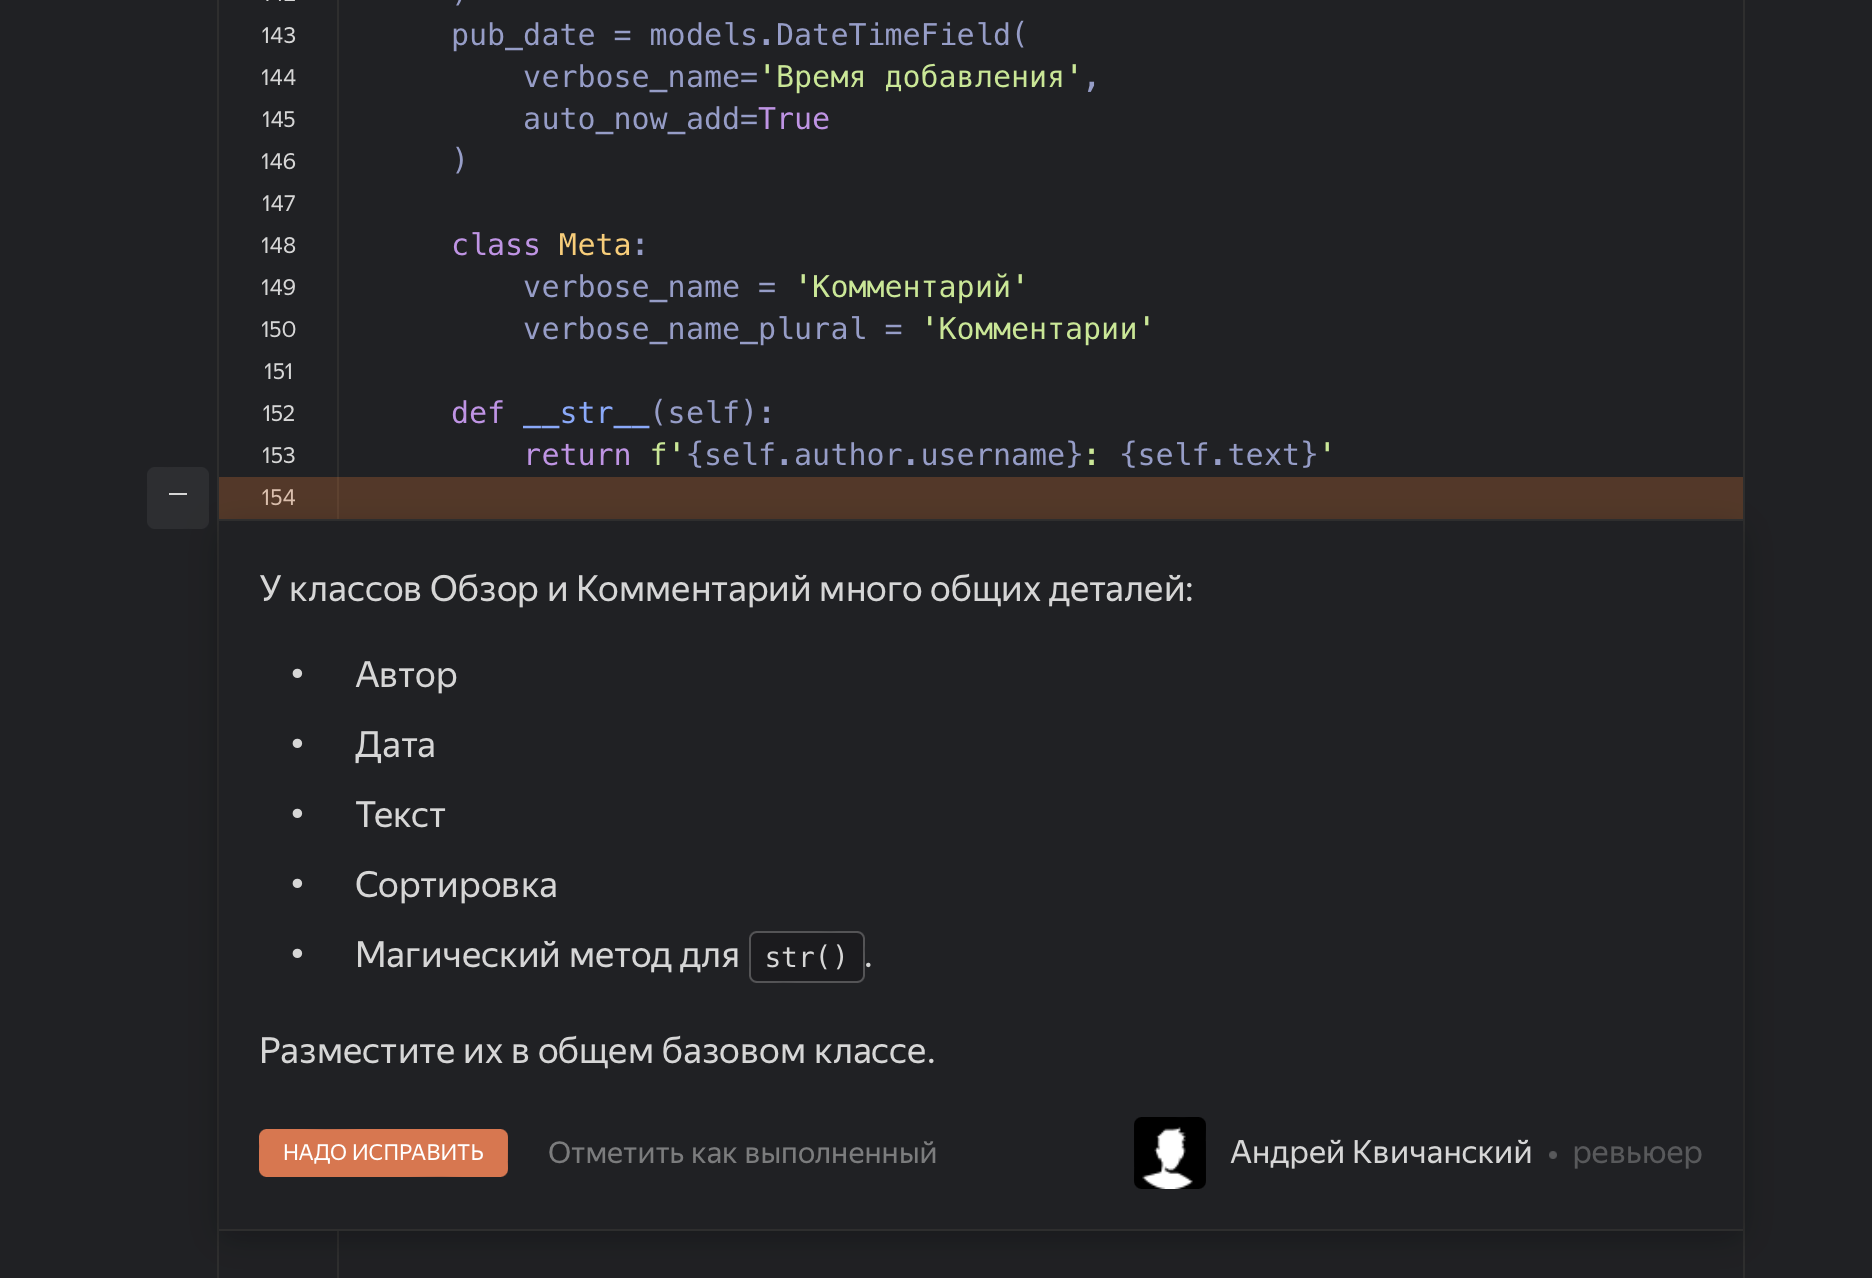 143 pub_date = models.DateTimeField(
144 verbose_name='Время добавления',
145 auto_now_add=True
146 )
147
148 class Meta:
149 verbose_name = 'Комментарий'
150 verbose_name_plural = 'Комментарии'
151
152 def __str__(self):
153 return f'{self.author.username}: {self.text}'
154
У классов Обзор и Комментарий много общих деталей:
• Автор
• Дата
• Текст
• Сортировка
• Магический метод для str().
Разместите их в общем базовом классе.
НАДО ИСПРАВИТЬ Отметить как выполненный Андрей Квичанский • ревьюер